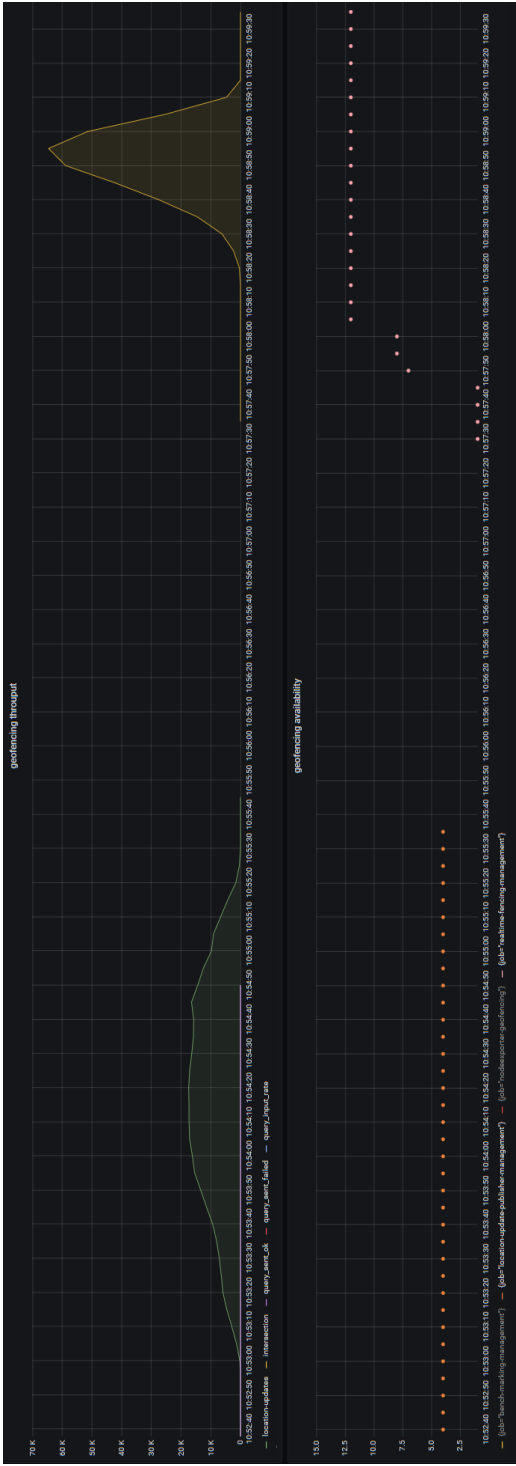 geofencing throuput
70 K
60 K
50 K
40 K
30 K
20 K
10 K
0
10:52:40 10:52:50 10:53:00 10:53:10 10:53:20 10:53:30 10:53:40 10:53:50 10:54:00 10:54:10 10:54:20 10:54:30 10:54:40 10:54:50 10:55:00 10:55:10 10:55:20 10:55:30 10:55:40 10:55:50 10:56:00 10:56:10 10:56:20 10:56:30 10:56:40 10:56:50 10:57:00 10:57:10 10:57:20 10:57:30 10:57:40 10:57:50 10:58:00 10:58:10 10:58:20 10:58:30 10:58:40 10:58:50 10:59:00 10:59:10 10:59:20 10:59:30
location-updates intersection query_sent_ok query_sent_failed query_input_rate
geofencing availability
15.0
12.5
10.0
7.5
5.0
2.5
10:52:40 10:52:50 10:53:00 10:53:10 10:53:20 10:53:30 10:53:40 10:53:50 10:54:00 10:54:10 10:54:20 10:54:30 10:54:40 10:54:50 10:55:00 10:55:10 10:55:20 10:55:30 10:55:40 10:55:50 10:56:00 10:56:10 10:56:20 10:56:30 10:56:40 10:56:50 10:57:00 10:57:10 10:57:20 10:57:30 10:57:40 10:57:50 10:58:00 10:58:10 10:58:20 10:58:30 10:58:40 10:58:50 10:59:00 10:59:10 10:59:20 10:59:30
{job="bench-marking-management"} {job="location-update-publisher-management"} {job="nodeexporter-geofencing"} {job="realtime-fencing-management"}